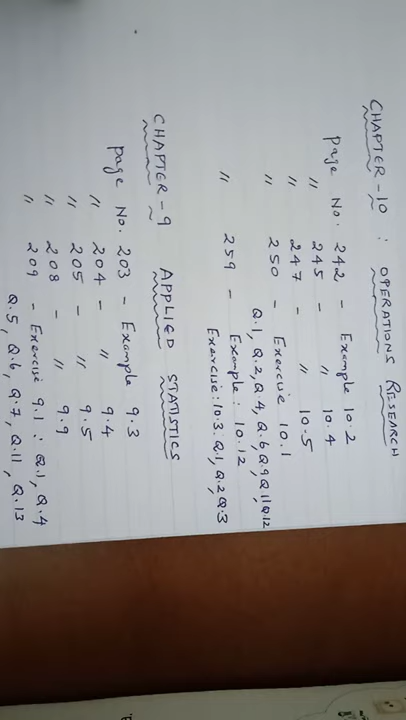 CHAPTER - 10 : OPERATIONS RESEARCH
Page No. 242 - Example 10.2
" 245 - " 10.4
" 247 - " 10.5
" 250 - Exercise 10.1
Q.1, Q.2, Q.4, Q.6, Q.9, Q.11, Q.12
" 259 - Example : 10.12
Exercise : 10.3. Q.1, Q.2, Q.3
CHAPTER - 9 APPLIED STATISTICS
Page No. 203 - Example 9.3
" 204 - " 9.4
" 205 - " 9.5
" 208 - " 9.9
" 209 - Exercise 9.1 : Q.1, Q.4
Q.5, Q.6, Q.7, Q.11, Q.13